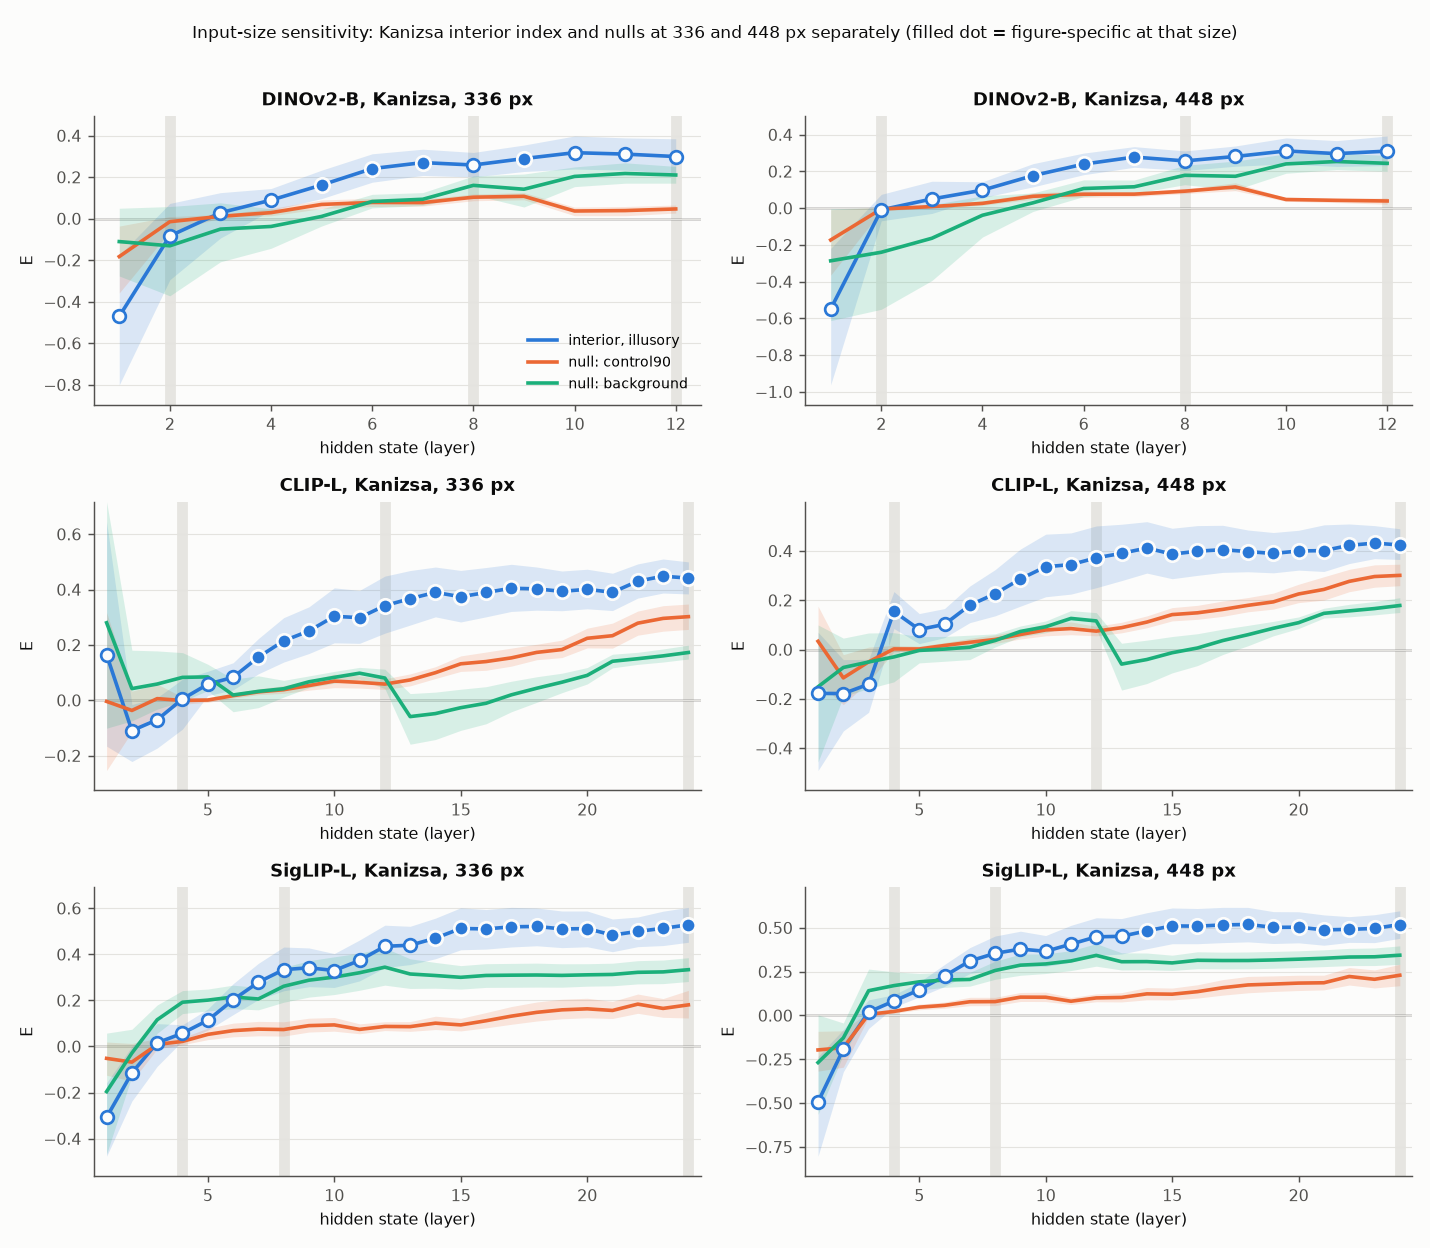 Input-size sensitivity: Kanizsa interior index and nulls at 336 and 448 px separately (filled dot = figure-specific at that size)
DINOv2-B, Kanizsa, 336 px
E
0.4
0.2
0.0
−0.2
−0.4
−0.6
−0.8
interior, illusory
null: control90
null: background
2 4 6 8 10 12
hidden state (layer)
DINOv2-B, Kanizsa, 448 px
E
0.4
0.2
0.0
−0.2
−0.4
−0.6
−0.8
−1.0
2 4 6 8 10 12
hidden state (layer)
CLIP-L, Kanizsa, 336 px
E
0.6
0.4
0.2
0.0
−0.2
5 10 15 20
hidden state (layer)
CLIP-L, Kanizsa, 448 px
E
0.4
0.2
0.0
−0.2
−0.4
5 10 15 20
hidden state (layer)
SigLIP-L, Kanizsa, 336 px
E
0.6
0.4
0.2
0.0
−0.2
−0.4
5 10 15 20
hidden state (layer)
SigLIP-L, Kanizsa, 448 px
E
0.50
0.25
0.00
−0.25
−0.50
−0.75
5 10 15 20
hidden state (layer)